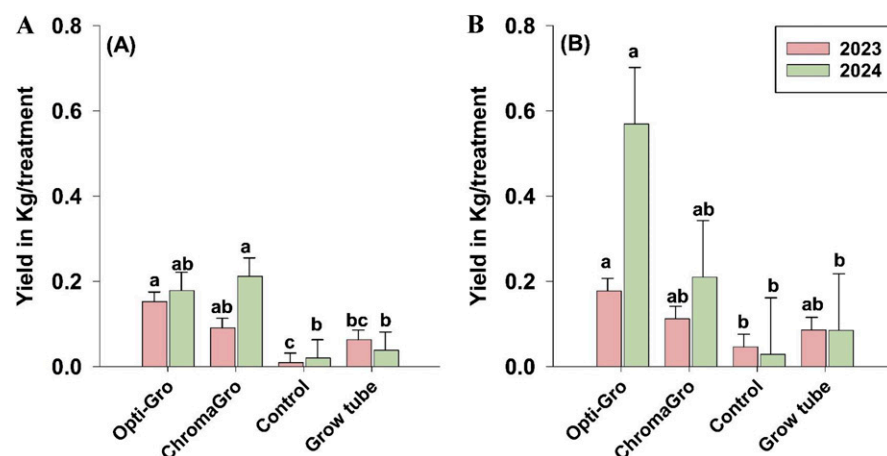 A
(A)
Yield in Kg/treatment
0.8
0.6
0.4
0.2
0.0
a
ab
ab
a
c
b
bc
b
Opti-Gro
ChromaGro
Control
Grow tube
B
(B)
2023
2024
Yield in Kg/treatment
0.8
0.6
0.4
0.2
0.0
a
a
ab
ab
b
b
ab
b
Opti-Gro
ChromaGro
Control
Grow tube